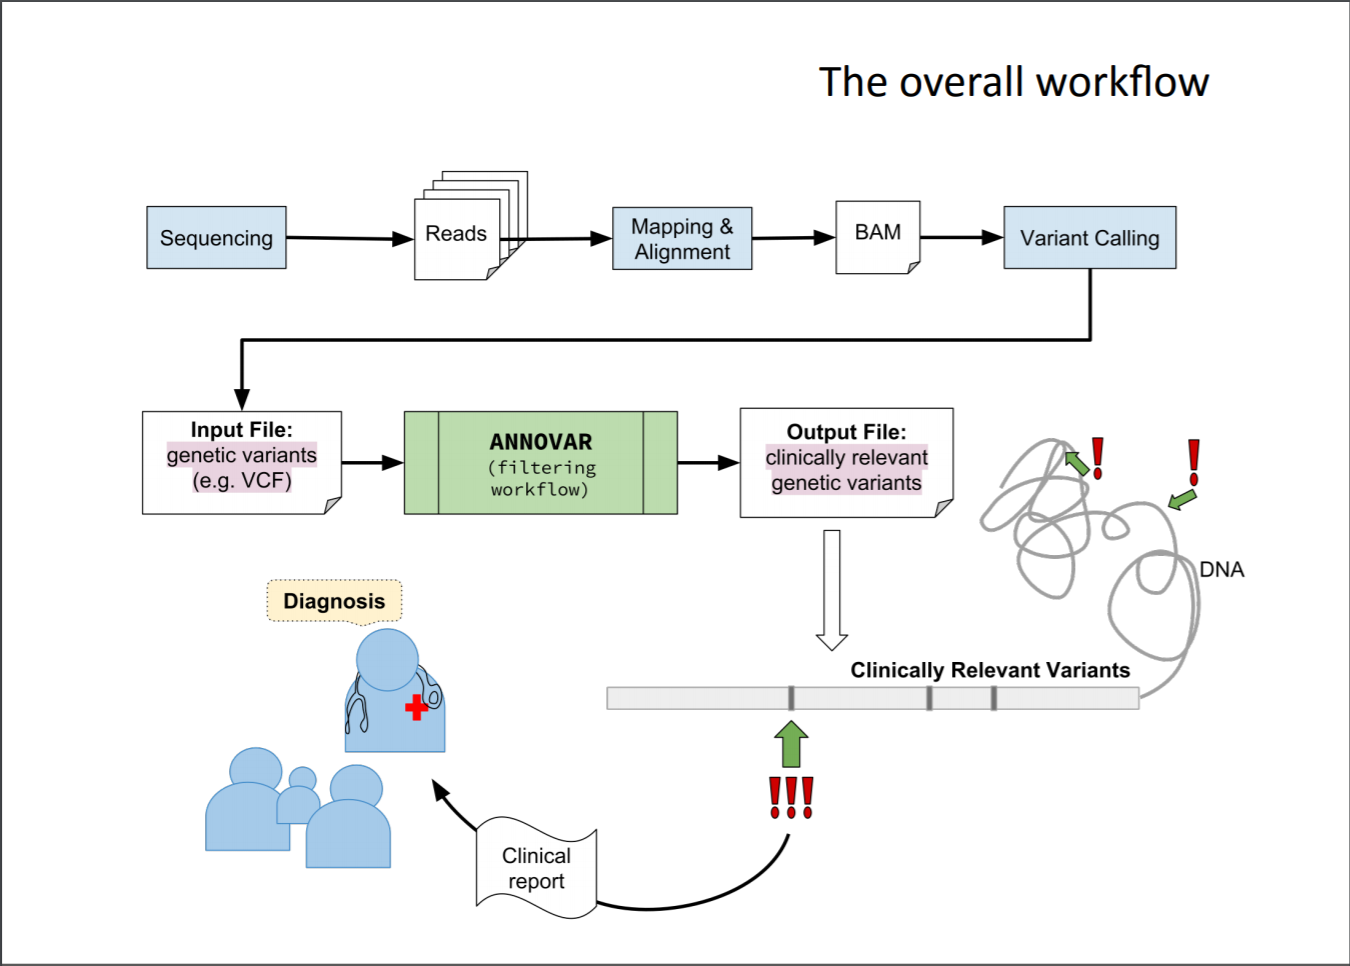 The overall workflow
Sequencing
Reads
Mapping &
Alignment
BAM
Variant Calling
Input File:
genetic variants
(e.g. VCF)
ANNOVAR
(filtering
workflow)
Output File:
clinically relevant
genetic variants
DNA
Diagnosis
Clinically Relevant Variants
Clinical
report